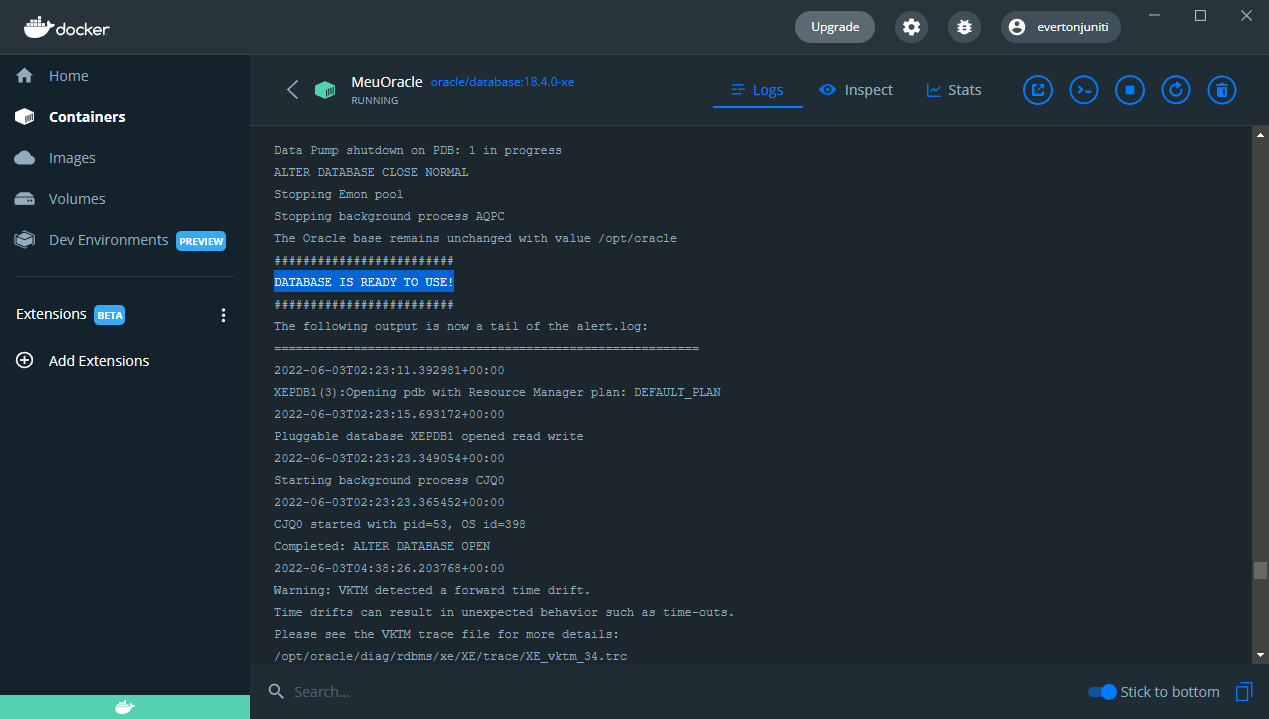 docker
Upgrade
evertonjuniti
Home
Containers
Images
Volumes
Dev Environments PREVIEW
Extensions BETA
Add Extensions
MeuOracle oracle/database:18.4.0-xe
RUNNING
Logs
Inspect
Stats
Data Pump shutdown on PDB: 1 in progress
ALTER DATABASE CLOSE NORMAL
Stopping Emon pool
Stopping background process AQPC
The Oracle base remains unchanged with value /opt/oracle
#########################
DATABASE IS READY TO USE!
#########################
The following output is now a tail of the alert.log:
===========================================================
2022-06-03T02:23:11.392981+00:00
XEPDB1(3):Opening pdb with Resource Manager plan: DEFAULT_PLAN
2022-06-03T02:23:15.693172+00:00
Pluggable database XEPDB1 opened read write
2022-06-03T02:23:23.349054+00:00
Starting background process CJQ0
2022-06-03T02:23:23.365452+00:00
CJQ0 started with pid=53, OS id=398
Completed: ALTER DATABASE OPEN
2022-06-03T04:38:26.203768+00:00
Warning: VKTM detected a forward time drift.
Time drifts can result in unexpected behavior such as time-outs.
Please see the VKTM trace file for more details:
/opt/oracle/diag/rdbms/xe/XE/trace/XE_vktm_34.trc
Search...
Stick to bottom